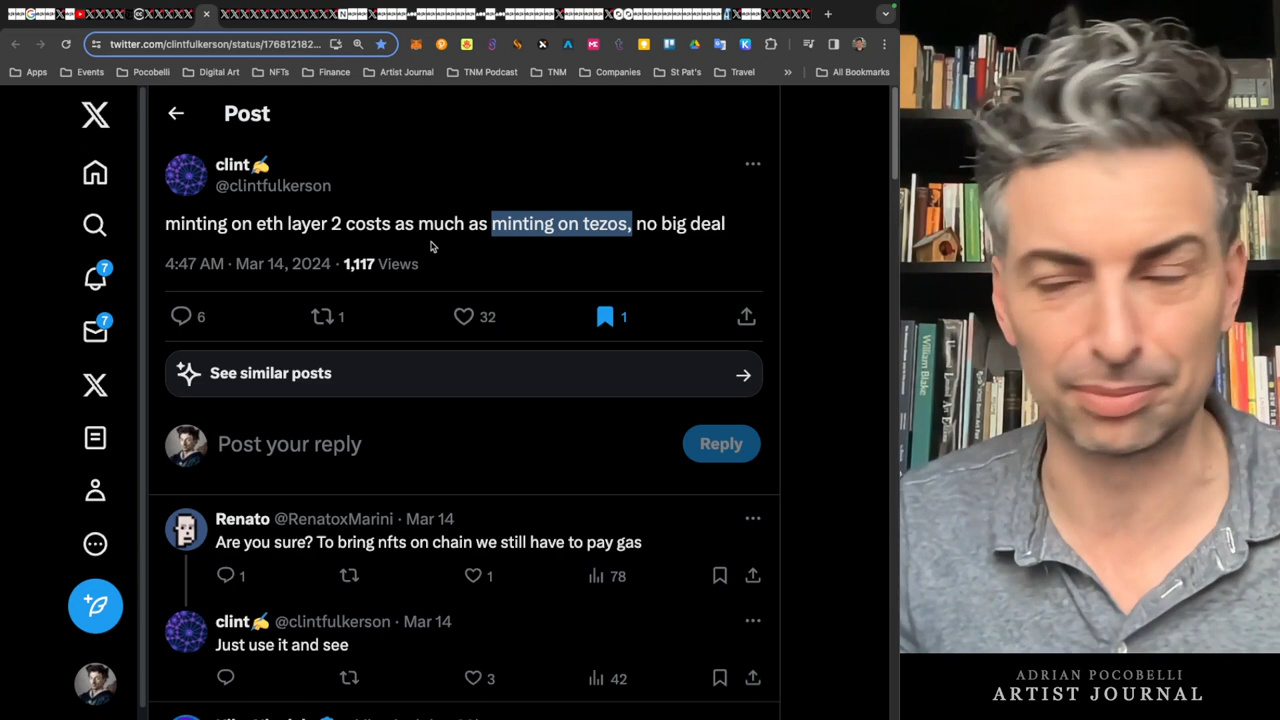 twitter.com/clintfulkerson/status/176812182...
Apps
Events
Pocobelli
Digital Art
NFTs
Finance
Artist Journal
TNM Podcast
TNM
Companies
St Pat's
Travel
»
All Bookmarks
Post
clint✍️
@clintfulkerson
minting on eth layer 2 costs as much as minting on tezos, no big deal
4:47 AM · Mar 14, 2024 · 1,117 Views
6
1
32
1
See similar posts
Post your reply
Reply
7
7
Renato @RenatoxMarini · Mar 14
Are you sure? To bring nfts on chain we still have to pay gas
1
1
78
clint✍️ @clintfulkerson · Mar 14
Just use it and see
3
42
William Blake
ADRIAN POCOBELLI
ARTIST JOURNAL